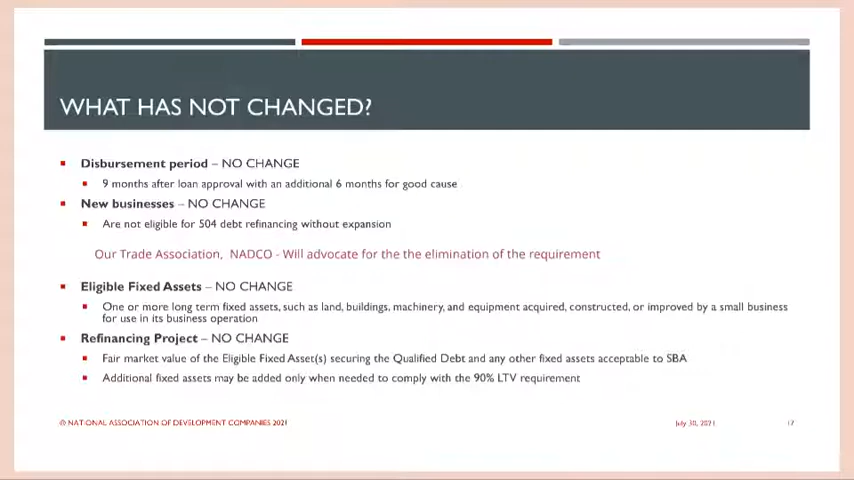 WHAT HAS NOT CHANGED?
Disbursement period – NO CHANGE
9 months after loan approval with an additional 6 months for good cause
New businesses – NO CHANGE
Are not eligible for 504 debt refinancing without expansion
Our Trade Association, NADCO - Will advocate for the the elimination of the requirement
Eligible Fixed Assets – NO CHANGE
One or more long term fixed assets, such as land, buildings, machinery, and equipment acquired, constructed, or improved by a small business
for use in its business operation
Refinancing Project – NO CHANGE
Fair market value of the Eligible Fixed Asset(s) securing the Qualified Debt and any other fixed assets acceptable to SBA
Additional fixed assets may be added only when needed to comply with the 90% LTV requirement
© NATIONAL ASSOCIATION OF DEVELOPMENT COMPANIES 2021
July 30, 2021
17